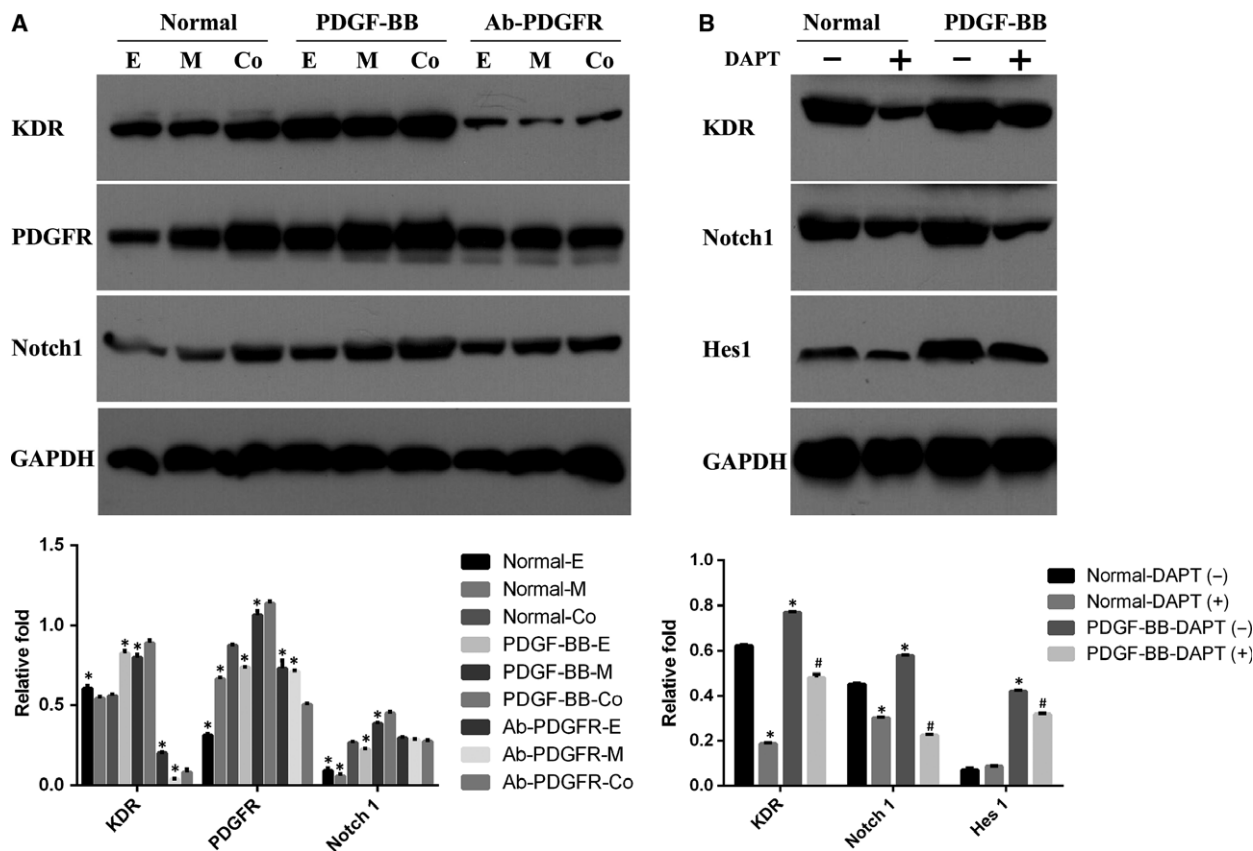 A
Normal PDGF-BB Ab-PDGFR
E M Co E M Co E M Co
KDR
PDGFR
Notch1
GAPDH
Relative fold
1.5
1.0
0.5
0.0
* * * * * * * * * * * * * * * *
KDR PDGFR Notch 1
Normal-E
Normal-M
Normal-Co
PDGF-BB-E
PDGF-BB-M
PDGF-BB-Co
Ab-PDGFR-E
Ab-PDGFR-M
Ab-PDGFR-Co
B
Normal PDGF-BB
DAPT − + − +
KDR
Notch1
Hes1
GAPDH
Relative fold
1.0
0.8
0.6
0.4
0.2
0.0
* * # * * # * #
KDR Notch 1 Hes 1
Normal-DAPT (−)
Normal-DAPT (+)
PDGF-BB-DAPT (−)
PDGF-BB-DAPT (+)